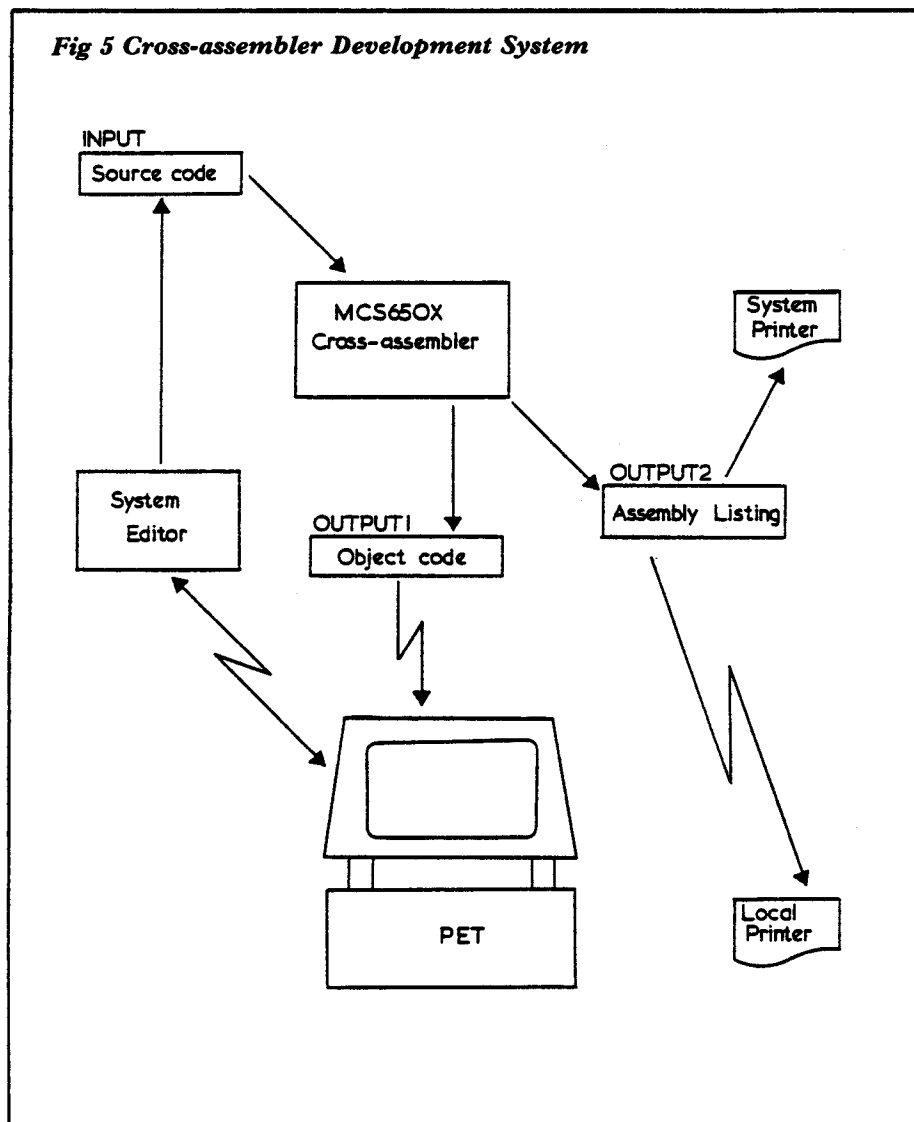 Fig 5 Cross-assembler Development System
INPUT
Source code
MCS650X
Cross-assembler
System
Printer
System
Editor
OUTPUT1
Object code
OUTPUT2
Assembly Listing
PET
Local
Printer